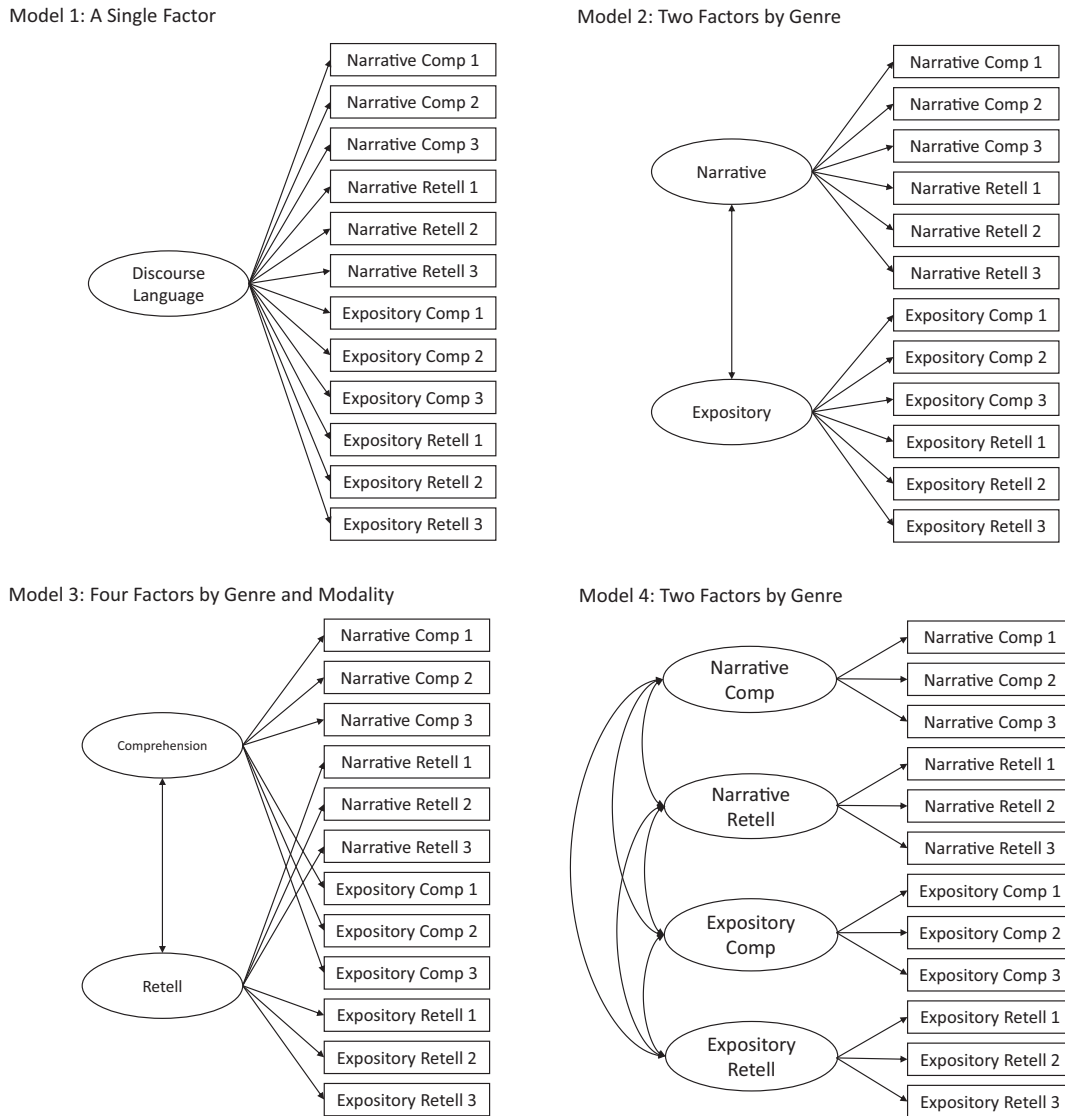 Model 1: A Single Factor
Discourse
Language
Narrative Comp 1
Narrative Comp 2
Narrative Comp 3
Narrative Retell 1
Narrative Retell 2
Narrative Retell 3
Expository Comp 1
Expository Comp 2
Expository Comp 3
Expository Retell 1
Expository Retell 2
Expository Retell 3
Model 2: Two Factors by Genre
Narrative
Expository
Narrative Comp 1
Narrative Comp 2
Narrative Comp 3
Narrative Retell 1
Narrative Retell 2
Narrative Retell 3
Expository Comp 1
Expository Comp 2
Expository Comp 3
Expository Retell 1
Expository Retell 2
Expository Retell 3
Model 3: Four Factors by Genre and Modality
Comprehension
Retell
Narrative Comp 1
Narrative Comp 2
Narrative Comp 3
Narrative Retell 1
Narrative Retell 2
Narrative Retell 3
Expository Comp 1
Expository Comp 2
Expository Comp 3
Expository Retell 1
Expository Retell 2
Expository Retell 3
Model 4: Two Factors by Genre
Narrative
Comp
Narrative
Retell
Expository
Comp
Expository
Retell
Narrative Comp 1
Narrative Comp 2
Narrative Comp 3
Narrative Retell 1
Narrative Retell 2
Narrative Retell 3
Expository Comp 1
Expository Comp 2
Expository Comp 3
Expository Retell 1
Expository Retell 2
Expository Retell 3